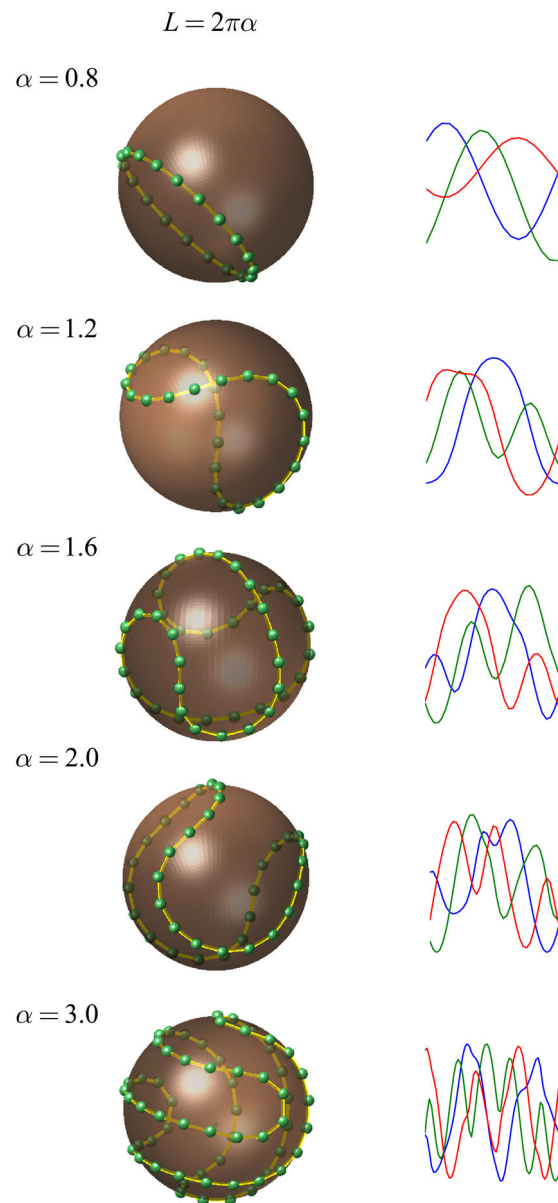 L = 2πα
α = 0.8
α = 1.2
α = 1.6
α = 2.0
α = 3.0